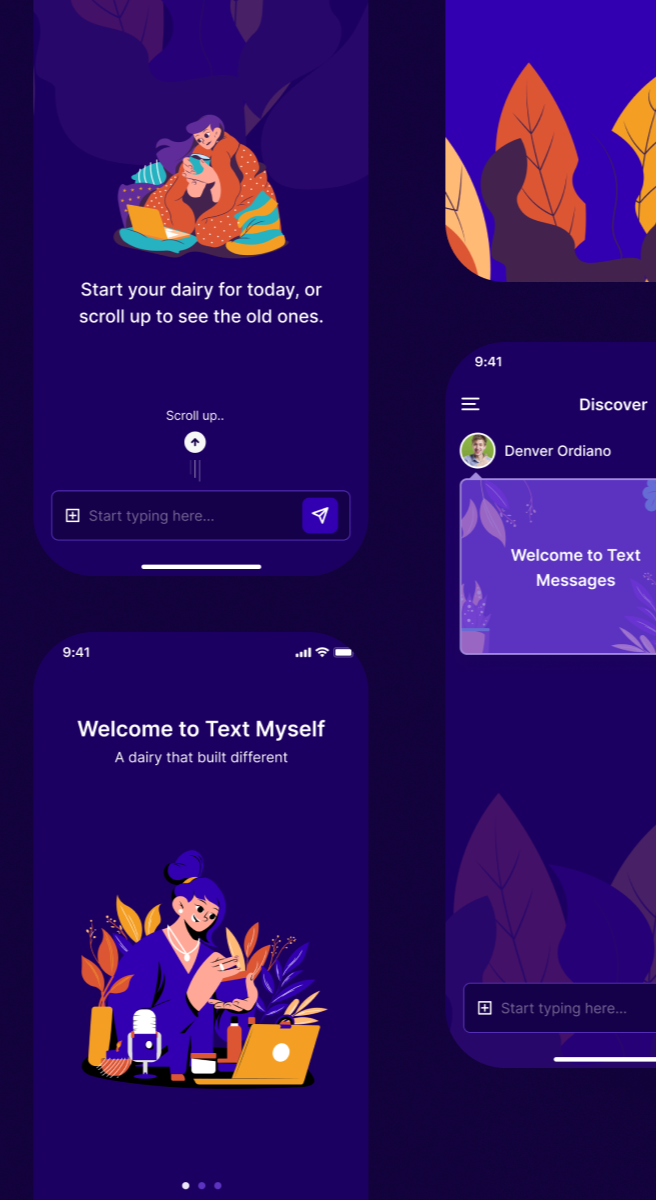 Start your dairy for today, or
scroll up to see the old ones.
Scroll up..
Start typing here...
9:41
Welcome to Text Myself
A dairy that built different
9:41
Discover
Denver Ordiano
Welcome to Text
Messages
Start typing here...